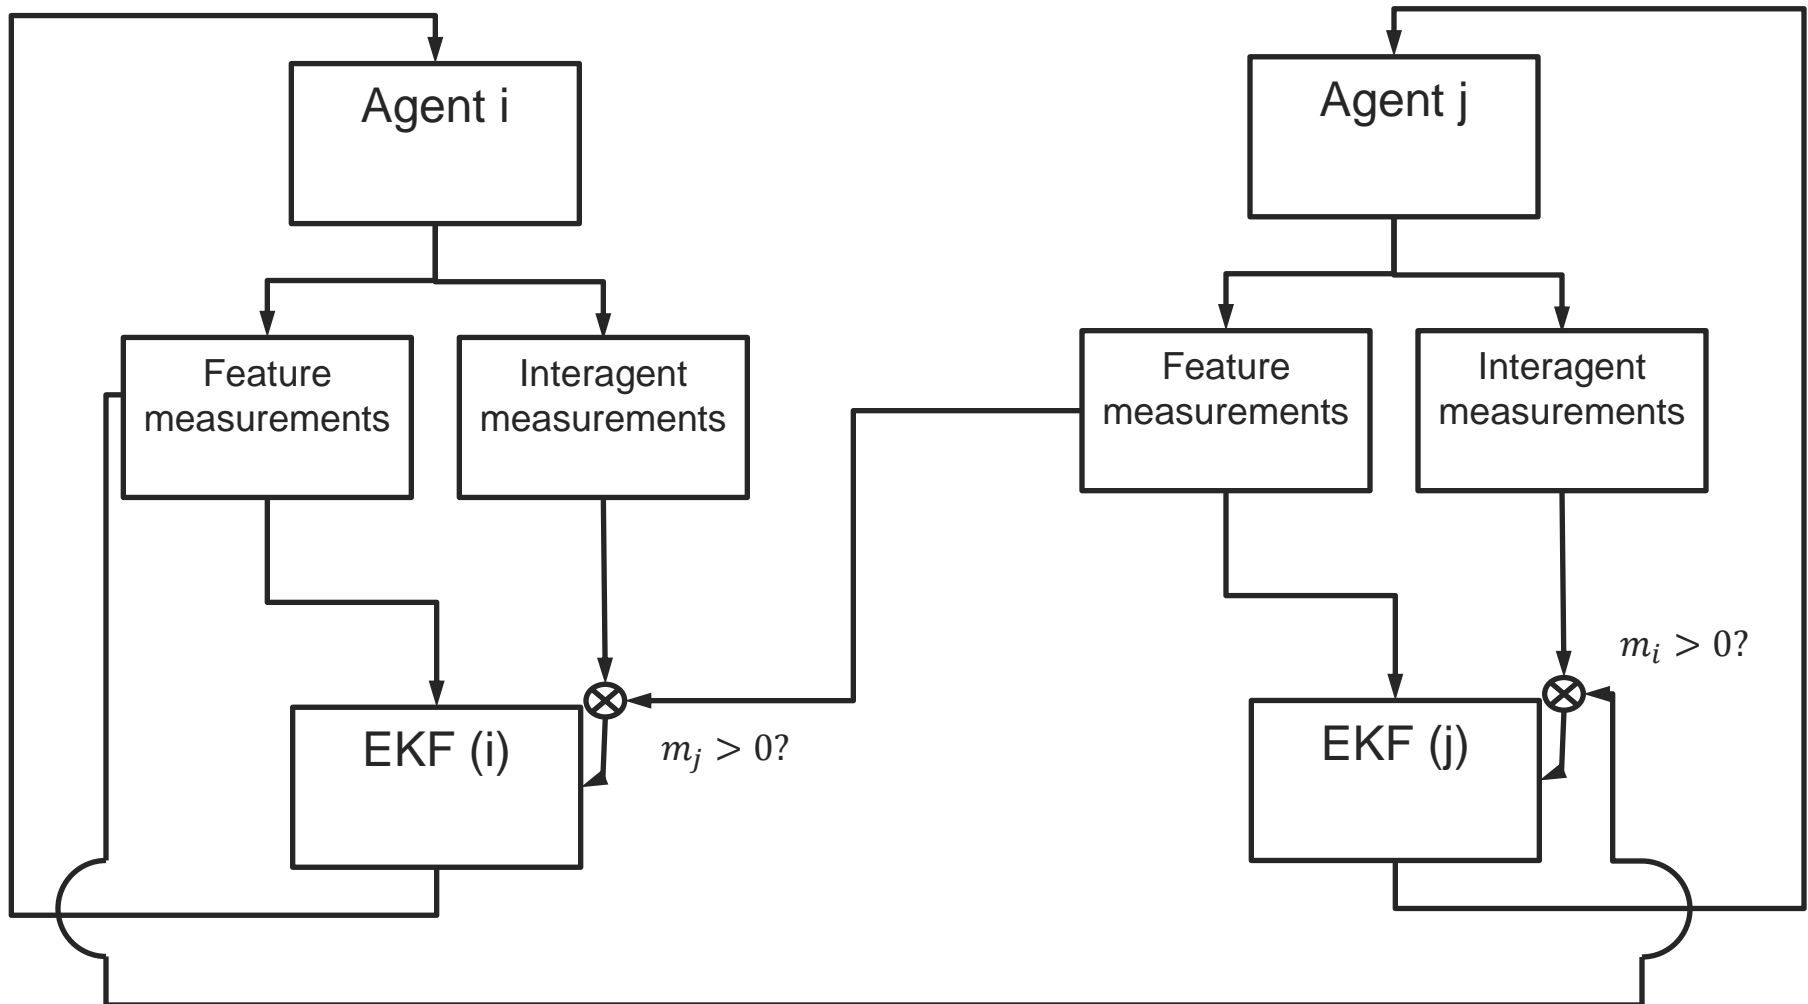 Agent i
Agent j
Feature
measurements
Interagent
measurements
Feature
measurements
Interagent
measurements
m_i > 0?
EKF (i)
m_j > 0?
EKF (j)